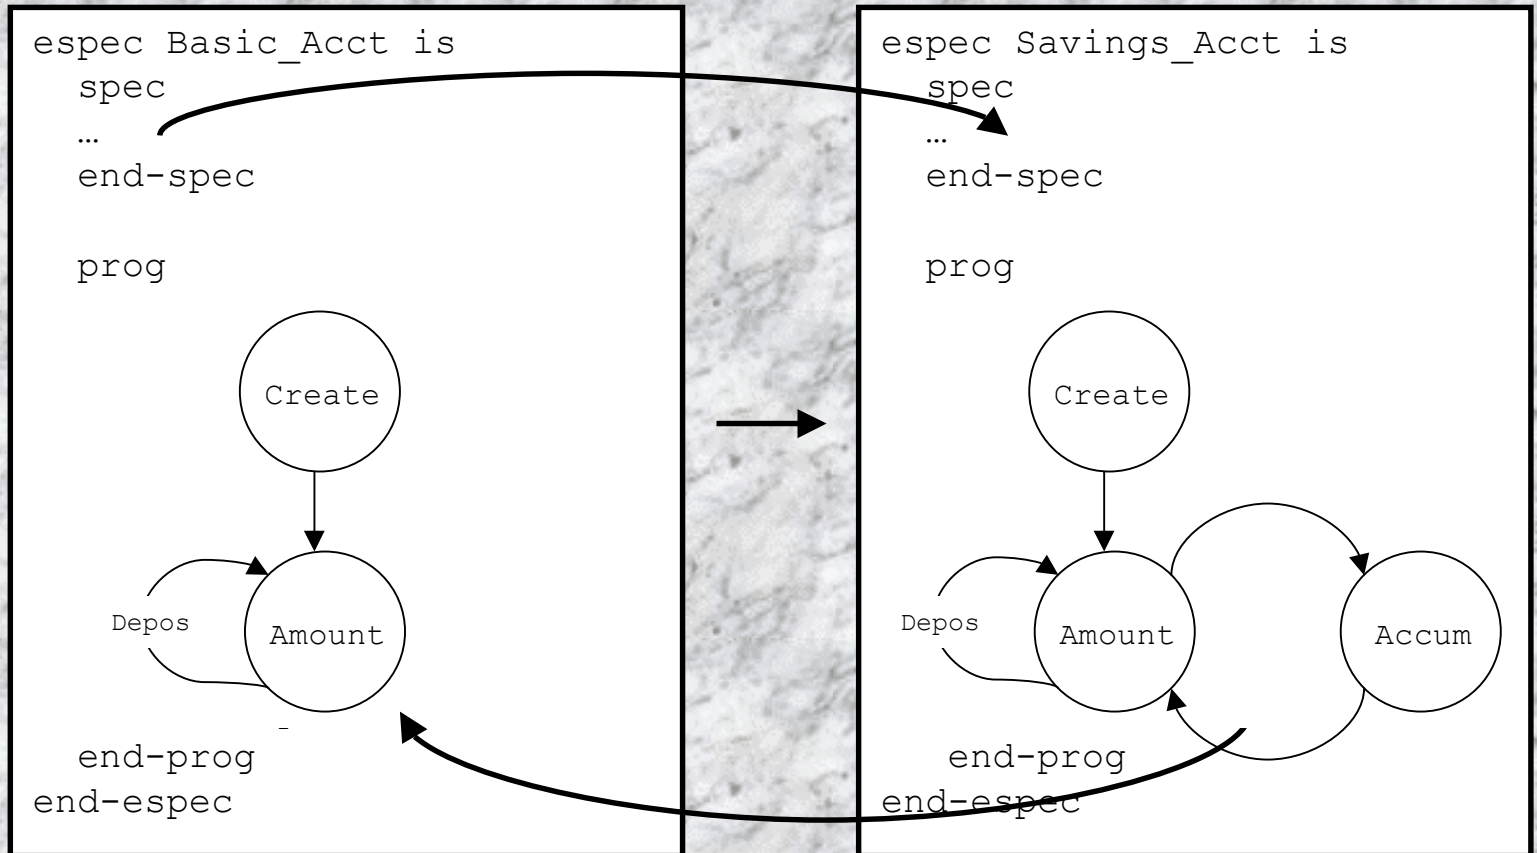 espec Basic_Acct is
spec
…
end-spec
prog
Create
Depos
Amount
end-prog
end-espec
espec Savings_Acct is
spec
…
end-spec
prog
Create
Depos
Amount
Accum
end-prog
end-espec